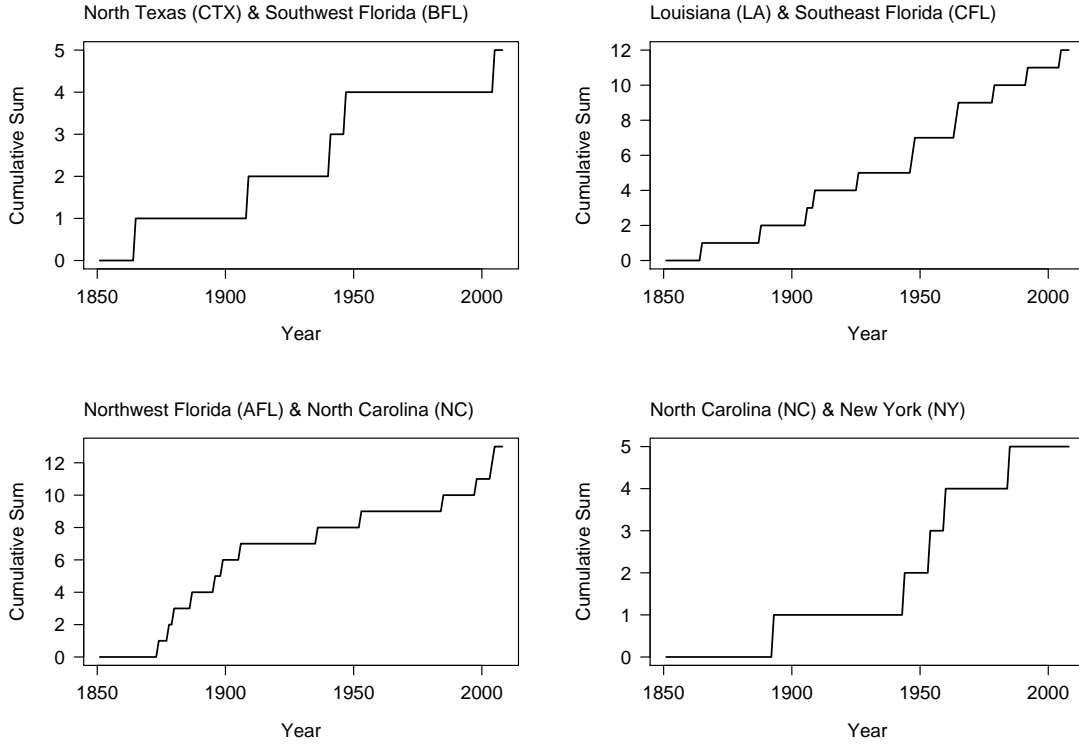 North Texas (CTX) & Southwest Florida (BFL)
5
4
3
2
1
0
Cumulative Sum
1850 1900 1950 2000
Year
Louisiana (LA) & Southeast Florida (CFL)
12
10
8
6
4
2
0
Cumulative Sum
1850 1900 1950 2000
Year
Northwest Florida (AFL) & North Carolina (NC)
12
10
8
6
4
2
0
Cumulative Sum
1850 1900 1950 2000
Year
North Carolina (NC) & New York (NY)
5
4
3
2
1
0
Cumulative Sum
1850 1900 1950 2000
Year